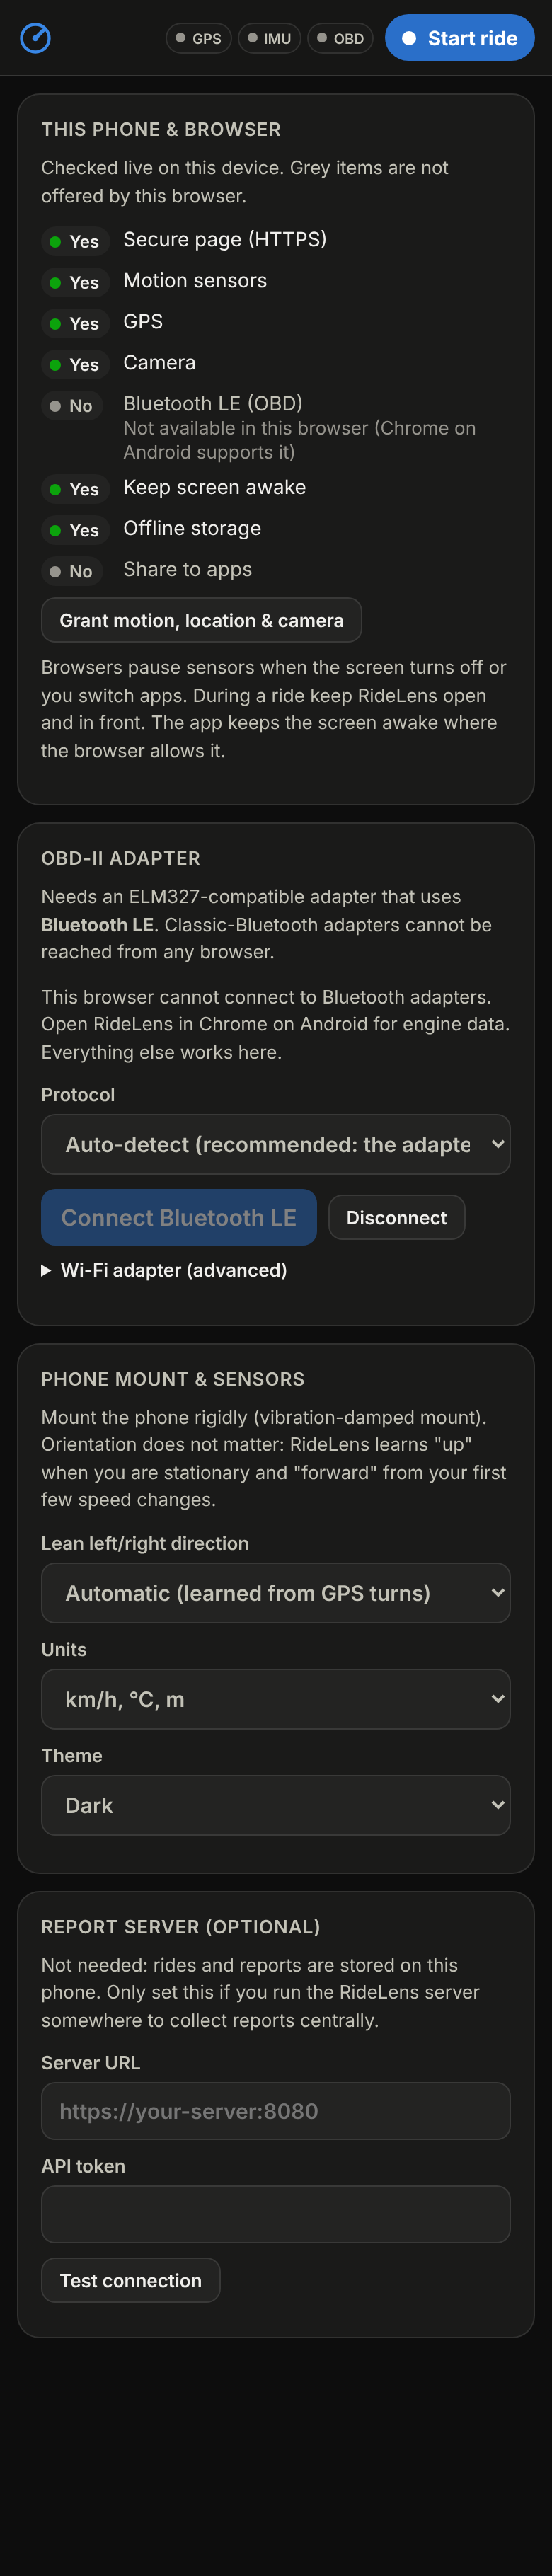 GPS
IMU
OBD
Start ride
THIS PHONE & BROWSER
Checked live on this device. Grey items are not
offered by this browser.
Yes Secure page (HTTPS)
Yes Motion sensors
Yes GPS
Yes Camera
No Bluetooth LE (OBD)
Not available in this browser (Chrome on
Android supports it)
Yes Keep screen awake
Yes Offline storage
No Share to apps
Grant motion, location & camera
Browsers pause sensors when the screen turns off or
you switch apps. During a ride keep RideLens open
and in front. The app keeps the screen awake where
the browser allows it.
OBD-II ADAPTER
Needs an ELM327-compatible adapter that uses
Bluetooth LE. Classic-Bluetooth adapters cannot be
reached from any browser.
This browser cannot connect to Bluetooth adapters.
Open RideLens in Chrome on Android for engine data.
Everything else works here.
Protocol
Auto-detect (recommended: the adapte
Connect Bluetooth LE
Disconnect
Wi-Fi adapter (advanced)
PHONE MOUNT & SENSORS
Mount the phone rigidly (vibration-damped mount).
Orientation does not matter: RideLens learns "up"
when you are stationary and "forward" from your first
few speed changes.
Lean left/right direction
Automatic (learned from GPS turns)
Units
km/h, °C, m
Theme
Dark
REPORT SERVER (OPTIONAL)
Not needed: rides and reports are stored on this
phone. Only set this if you run the RideLens server
somewhere to collect reports centrally.
Server URL
https://your-server:8080
API token
Test connection